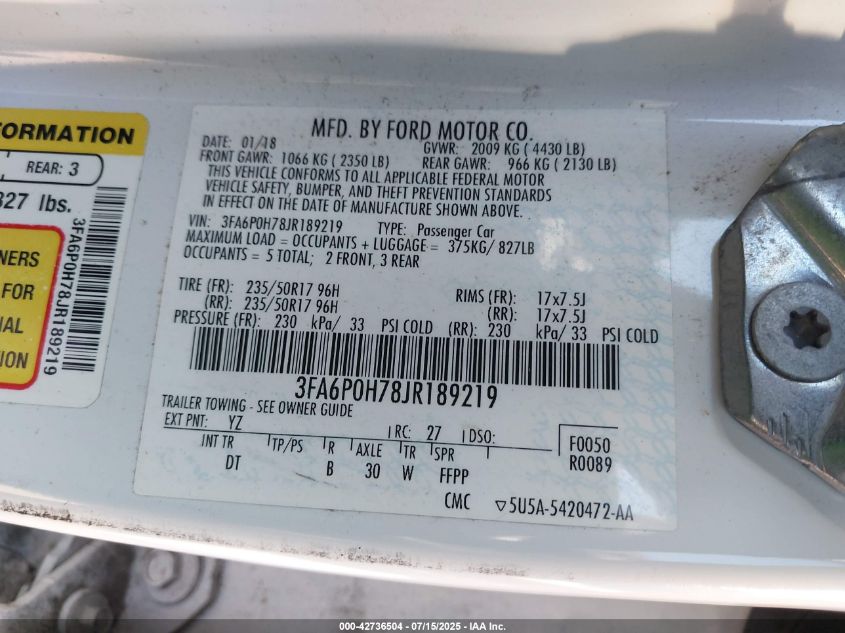 FORMATION
REAR: 3
827 lbs.
3FA6P0H78JR189219
NERS
FOR
IAL
ION
MFD. BY FORD MOTOR CO.
DATE: 01/18 GVWR: 2009 KG ( 4430 LB)
FRONT GAWR: 1066 KG ( 2350 LB) REAR GAWR: 966 KG ( 2130 LB)
THIS VEHICLE CONFORMS TO ALL APPLICABLE FEDERAL MOTOR
VEHICLE SAFETY, BUMPER, AND THEFT PREVENTION STANDARDS
IN EFFECT ON THE DATE OF MANUFACTURE SHOWN ABOVE.
VIN: 3FA6P0H78JR189219 TYPE: Passenger Car
MAXIMUM LOAD = OCCUPANTS + LUGGAGE = 375KG/ 827LB
OCCUPANTS = 5 TOTAL; 2 FRONT, 3 REAR
TIRE (FR): 235/50R17 96H RIMS (FR): 17x7.5J
(RR): 235/50R17 96H (RR): 17x7.5J
PRESSURE (FR): 230 kPa/ 33 PSI COLD (RR): 230 kPa/ 33 PSI COLD
3FA6P0H78JR189219
TRAILER TOWING - SEE OWNER GUIDE
EXT PNT: YZ RC: 27 DSO: F0050
INT TR TP/PS R AXLE TR SPR R0089
DT B 30 W FFPP
CMC 5U5A-5420472-AA
000-42736504 - 07/15/2025 - IAA Inc.